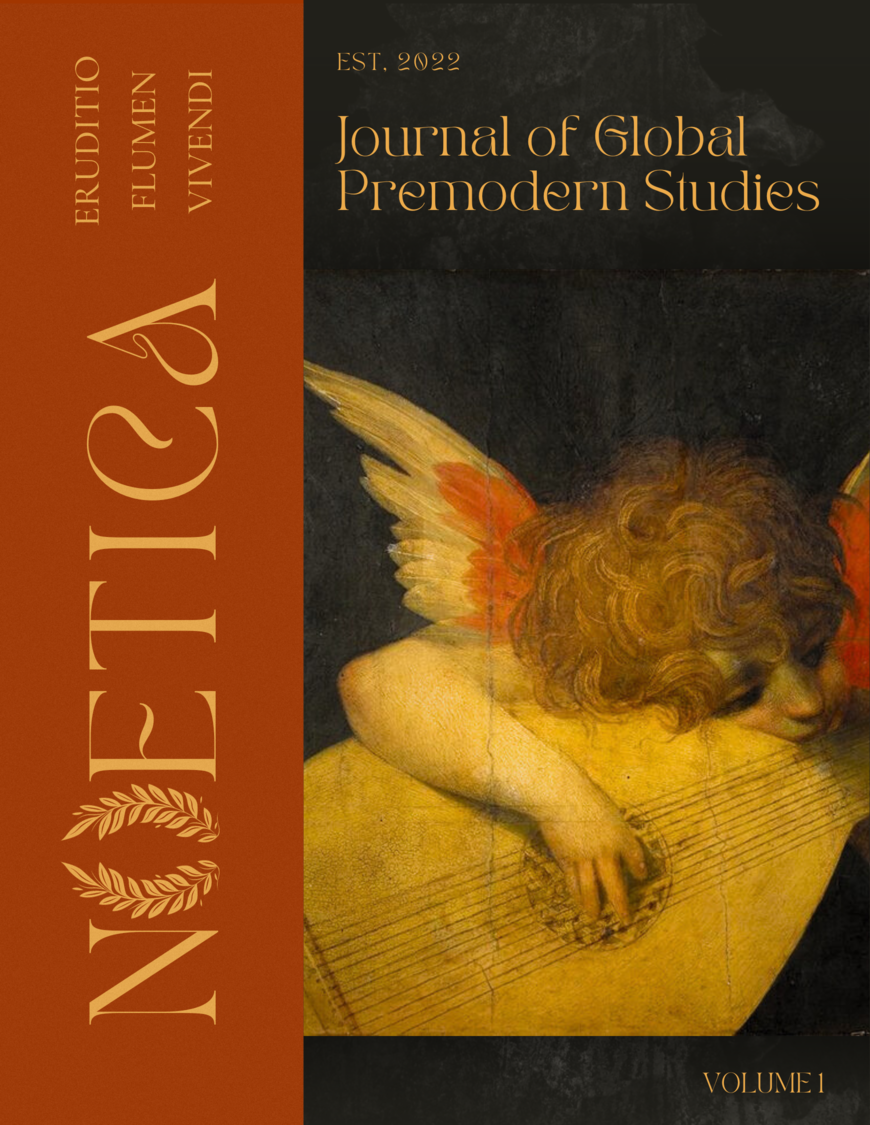 ERUDITIO
FLUMEN
VIVENDI
NOETICA
EST, 2022
Journal of Global
Premodern Studies
VOLUME 1